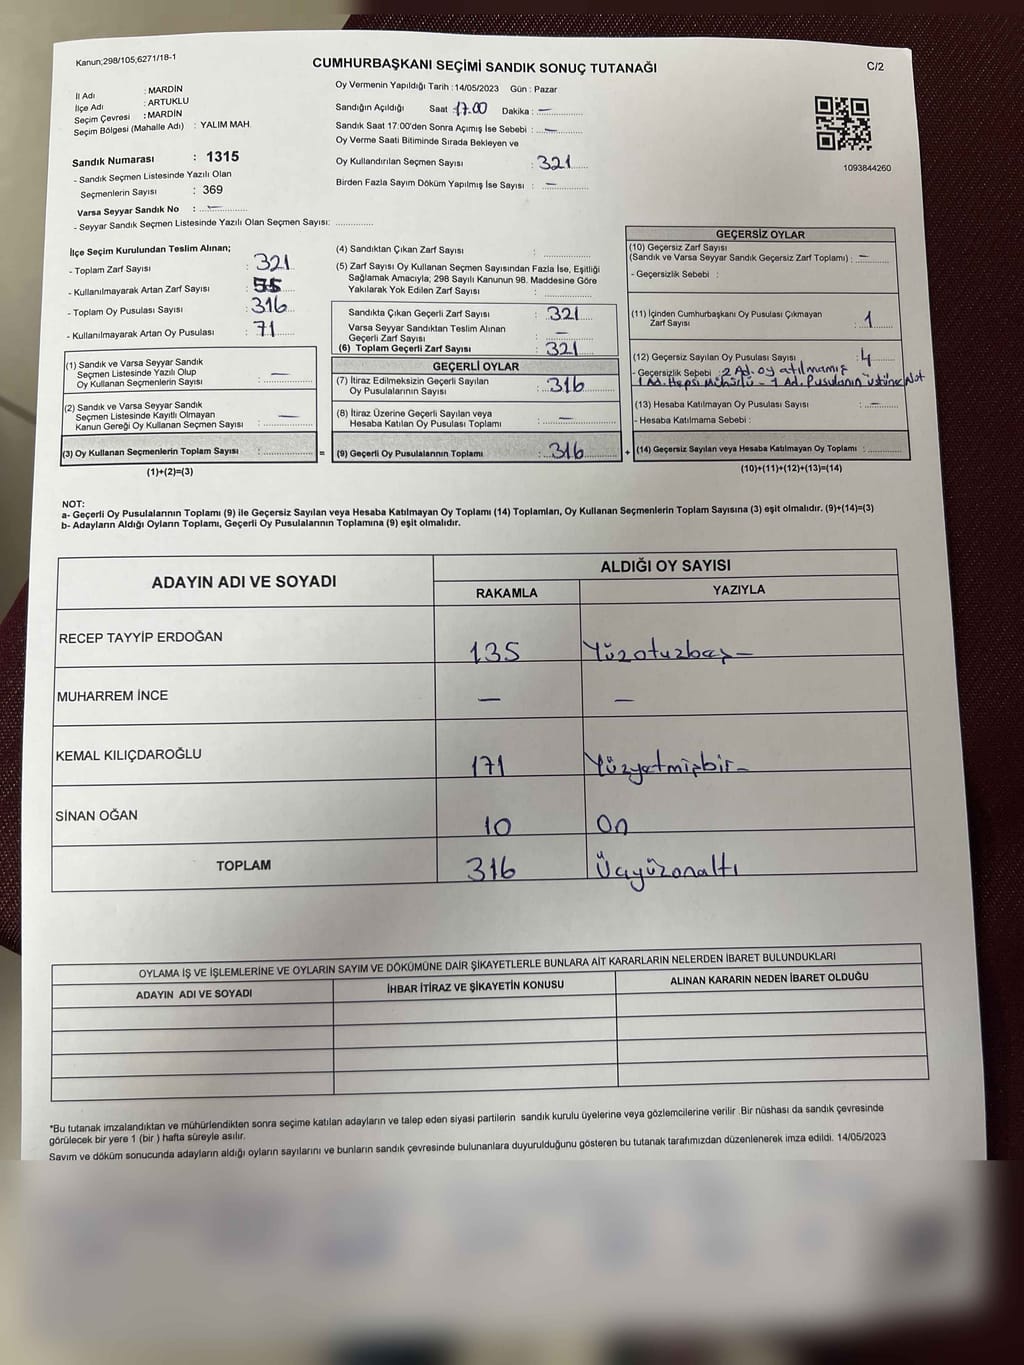 Kanun;298/105;6271/18-1
CUMHURBAŞKANI SEÇİMİ SANDIK SONUÇ TUTANAĞI
C/2
İl Adı : MARDİN
İlçe Adı : ARTUKLU
Seçim Çevresi : MARDİN
Seçim Bölgesi (Mahalle Adı) : YALIM MAH.
Oy Vermenin Yapıldığı Tarih : 14/05/2023 Gün : Pazar
Sandığın Açıldığı Saat 17.00 Dakika : —
Sandık Saat 17:00'den Sonra Açımış İse Sebebi : —
Oy Verme Saati Bitiminde Sırada Bekleyen ve
Oy Kullandırılan Seçmen Sayısı : 321
Birden Fazla Sayım Döküm Yapılmış İse Sayısı : —
1093844260
Sandık Numarası : 1315
- Sandık Seçmen Listesinde Yazılı Olan
Seçmenlerin Sayısı : 369
Varsa Seyyar Sandık No : —
- Seyyar Sandık Seçmen Listesinde Yazılı Olan Seçmen Sayısı:
İlçe Seçim Kurulundan Teslim Alınan;
- Toplam Zarf Sayısı : 321
- Kullanılmayarak Artan Zarf Sayısı :
- Toplam Oy Pusulası Sayısı : 316
- Kullanılmayarak Artan Oy Pusulası : 71
(1) Sandık ve Varsa Seyyar Sandık
Seçmen Listesinde Yazılı Olup
Oy Kullanan Seçmenlerin Sayısı : —
(2) Sandık ve Varsa Seyyar Sandık
Seçmen Listesinde Kayıtlı Olmayan
Kanun Gereği Oy Kullanan Seçmen Sayısı : —
(3) Oy Kullanan Seçmenlerin Toplam Sayısı :
(1)+(2)=(3)
=
(4) Sandıktan Çıkan Zarf Sayısı :
(5) Zarf Sayısı Oy Kullanan Seçmen Sayısından Fazla İse, Eşitliği
Sağlamak Amacıyla; 298 Sayılı Kanunun 98. Maddesine Göre
Yakılarak Yok Edilen Zarf Sayısı :
Sandıkta Çıkan Geçerli Zarf Sayısı : 321
Varsa Seyyar Sandıktan Teslim Alınan
Geçerli Zarf Sayısı : —
(6) Toplam Geçerli Zarf Sayısı : 321
GEÇERLİ OYLAR
(7) İtiraz Edilmeksizin Geçerli Sayılan
Oy Pusulalarının Sayısı : 316
(8) İtiraz Üzerine Geçerli Sayılan veya
Hesaba Katılan Oy Pusulası Toplamı : —
(9) Geçerli Oy Pusulalarının Toplamı : 316
+
GEÇERSİZ OYLAR
(10) Geçersiz Zarf Sayısı
(Sandık ve Varsa Seyyar Sandık Geçersiz Zarf Toplamı) : —
- Geçersizlik Sebebi :
(11) İçinden Cumhurbaşkanı Oy Pusulası Çıkmayan
Zarf Sayısı : 1
(12) Geçersiz Sayılan Oy Pusulası Sayısı : 4
- Geçersizlik Sebebi : 2 Ad. oy atılmamış
1 Ad. Hepsi Mühürlü - 1 Ad. Pusulanın üstüne Not
(13) Hesaba Katılmayan Oy Pusulası Sayısı : —
- Hesaba Katılmama Sebebi :
(14) Geçersiz Sayılan veya Hesaba Katılmayan Oy Toplamı :
(10)+(11)+(12)+(13)=(14)
NOT:
a- Geçerli Oy Pusulalarının Toplamı (9) ile Geçersiz Sayılan veya Hesaba Katılmayan Oy Toplamı (14) Toplamları, Oy Kullanan Seçmenlerin Toplam Sayısına (3) eşit olmalıdır. (9)+(14)=(3)
b- Adayların Aldığı Oyların Toplamı, Geçerli Oy Pusulalarının Toplamına (9) eşit olmalıdır.
ADAYIN ADI VE SOYADI
ALDIĞI OY SAYISI
RAKAMLA YAZIYLA
RECEP TAYYİP ERDOĞAN 135 Yüzotuzbeş —
MUHARREM İNCE — —
KEMAL KILIÇDAROĞLU 171 Yüzyetmişbir —
SİNAN OĞAN 10 On
TOPLAM 316 Üçyüzonaltı
OYLAMA İŞ VE İŞLEMLERİNE VE OYLARIN SAYIM VE DÖKÜMÜNE DAİR ŞİKAYETLERLE BUNLARA AİT KARARLARIN NELERDEN İBARET BULUNDUKLARI
ADAYIN ADI VE SOYADI İHBAR İTİRAZ VE ŞİKAYETİN KONUSU ALINAN KARARIN NEDEN İBARET OLDUĞU
*Bu tutanak imzalandıktan ve mühürlendikten sonra seçime katılan adayların ve talep eden siyasi partilerin sandık kurulu üyelerine veya gözlemcilerine verilir .Bir nüshası da sandık çevresinde
görülecek bir yere 1 (bir ) hafta süreyle asılır.
Sayım ve döküm sonucunda adayların aldığı oyların sayılarını ve bunların sandık çevresinde bulunanlara duyurulduğunu gösteren bu tutanak tarafımızdan düzenlenerek imza edildi. 14/05/2023